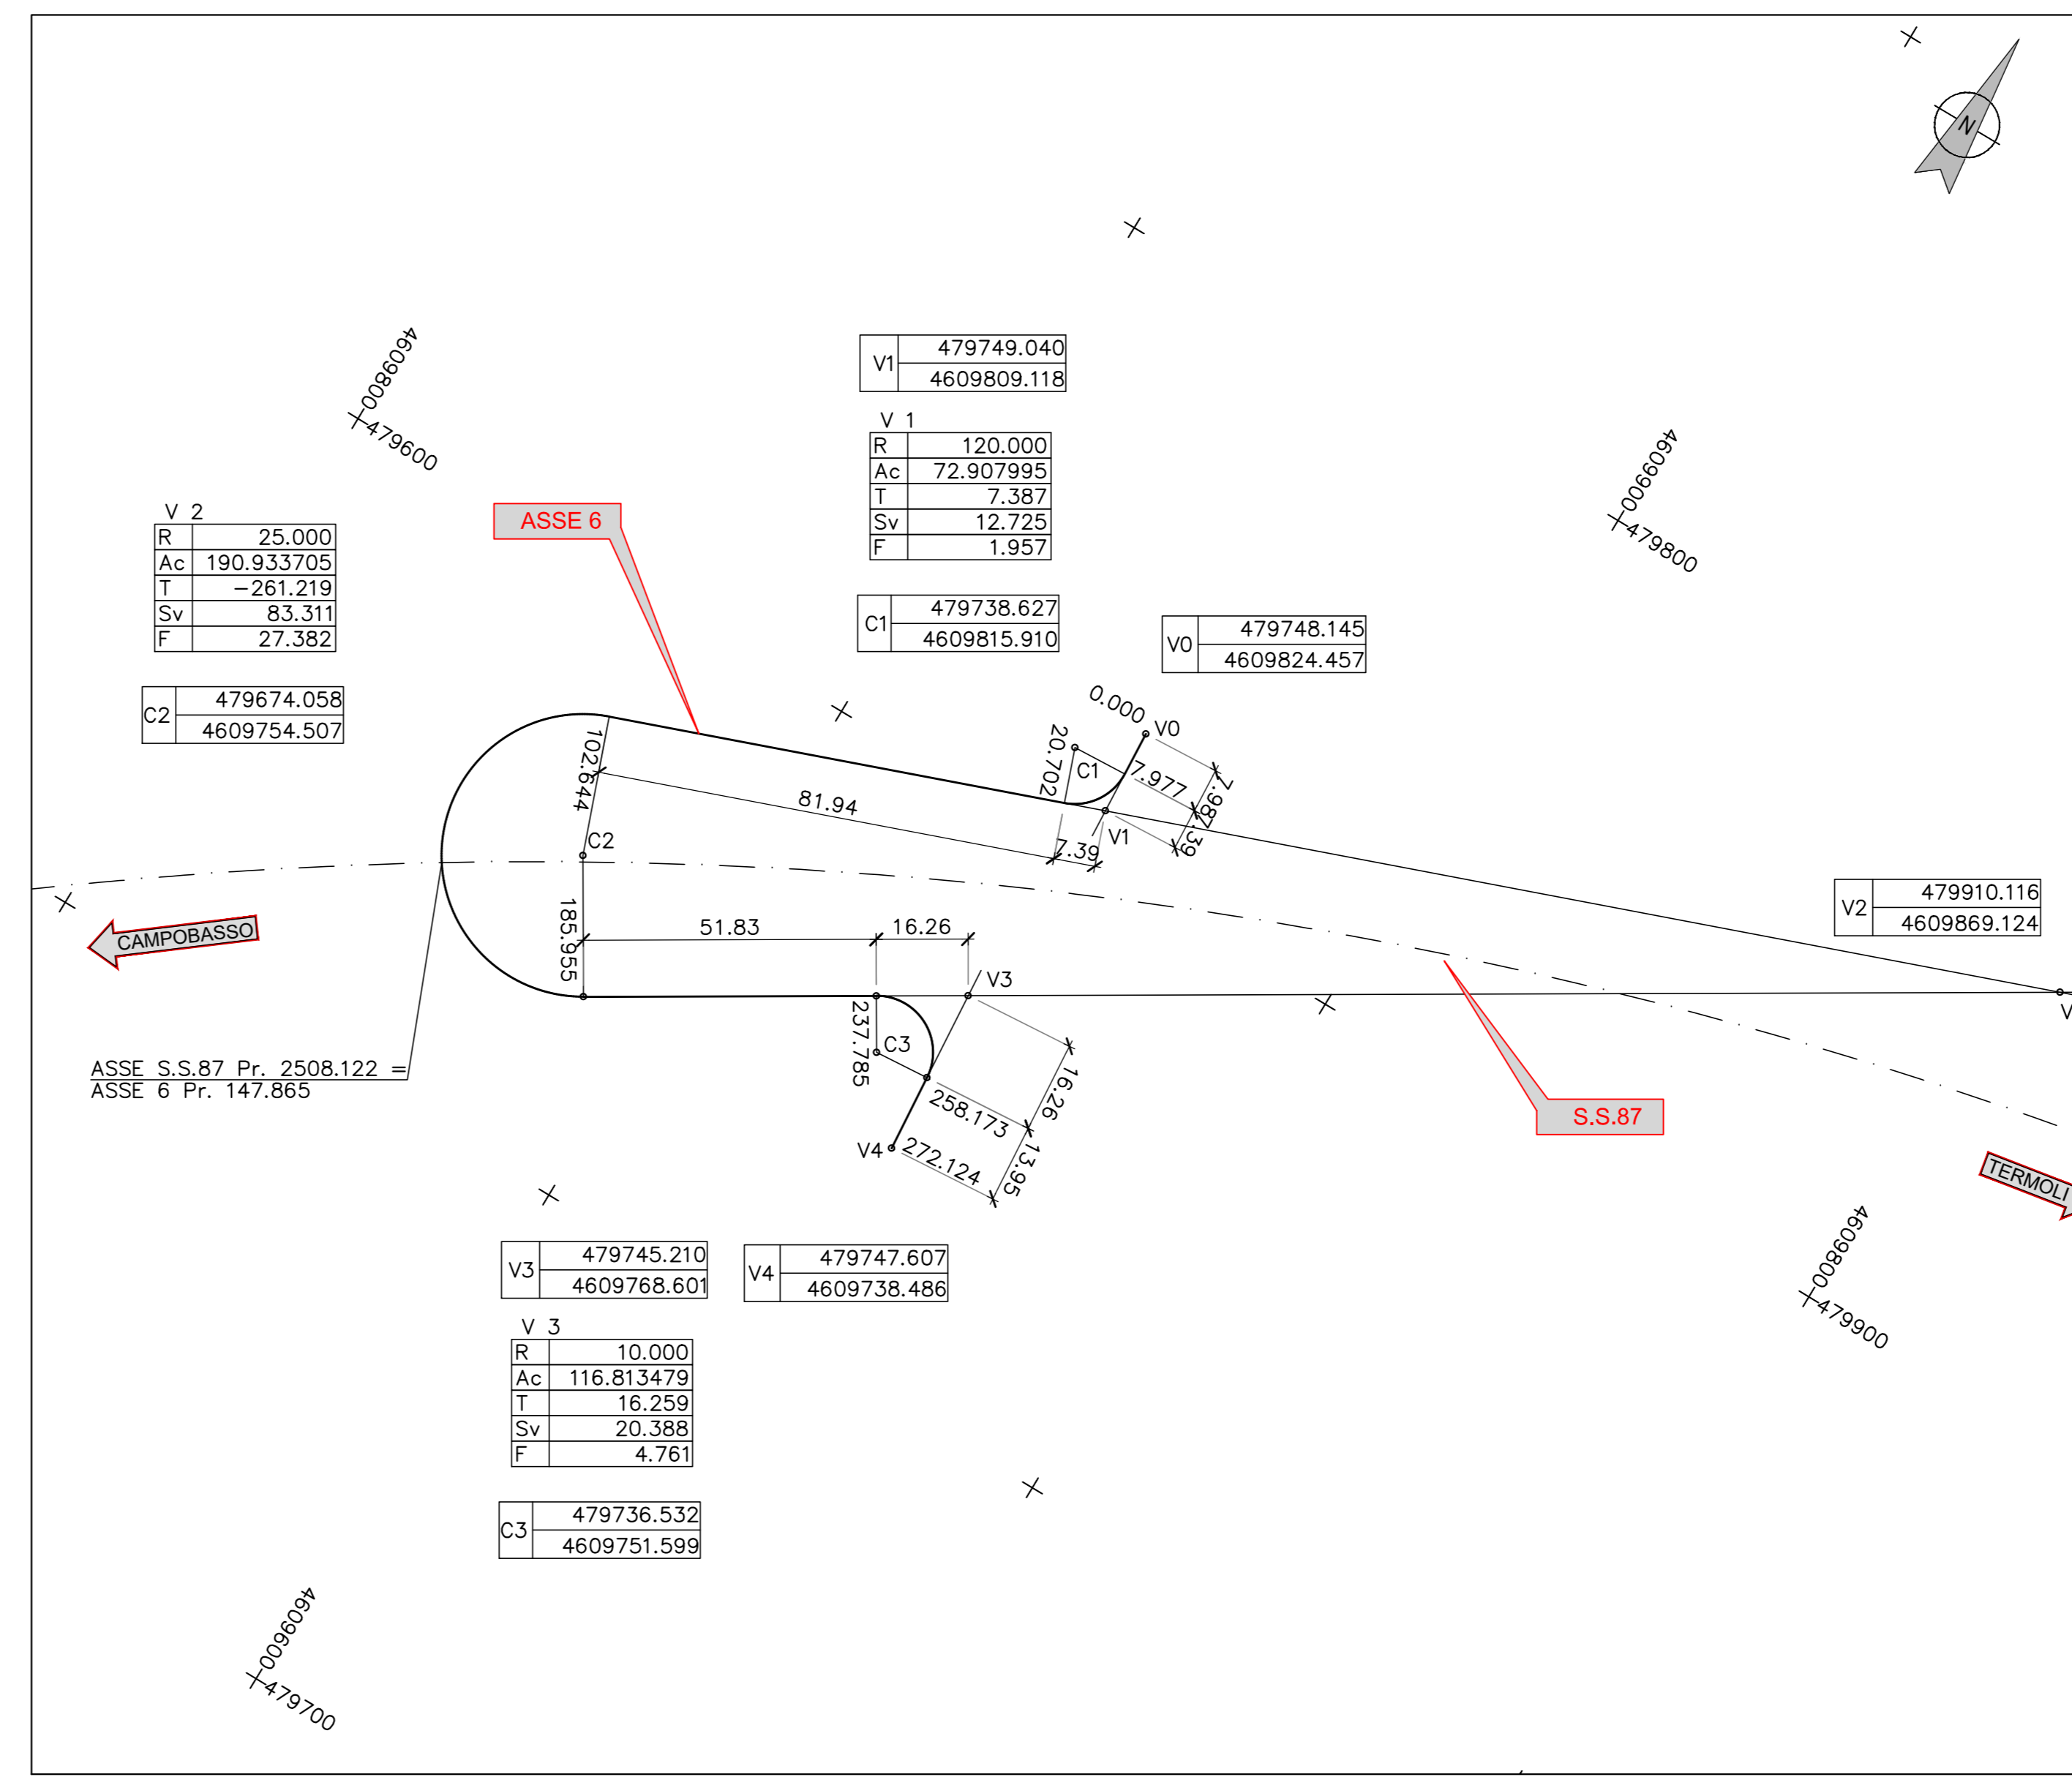 N
4609800
479600
V1
479749.040
4609809.118
V 1
R 120.000
Ac 72.907995
T 7.387
Sv 12.725
F 1.957
4609900
479800
V 2
R 25.000
Ac 190.933705
T −261.219
Sv 83.311
F 27.382
ASSE 6
C1
479738.627
4609815.910
V0
479748.145
4609824.457
C2
479674.058
4609754.507
0.000
V0
20.702
C1
7.977
7.98
7.39
102.644
81.94
V1
7.39
C2
V2
479910.116
4609869.124
CAMPOBASSO
185.955
51.83
16.26
V3
V
237.785
C3
16.26
ASSE S.S.87 Pr. 2508.122 =
ASSE 6 Pr. 147.865
258.173
S.S.87
V4
272.124
13.95
TERMOLI
V3
479745.210
4609768.601
V4
479747.607
4609738.486
4609800
479900
V 3
R 10.000
Ac 116.813479
T 16.259
Sv 20.388
F 4.761
C3
479736.532
4609751.599
4609600
479700